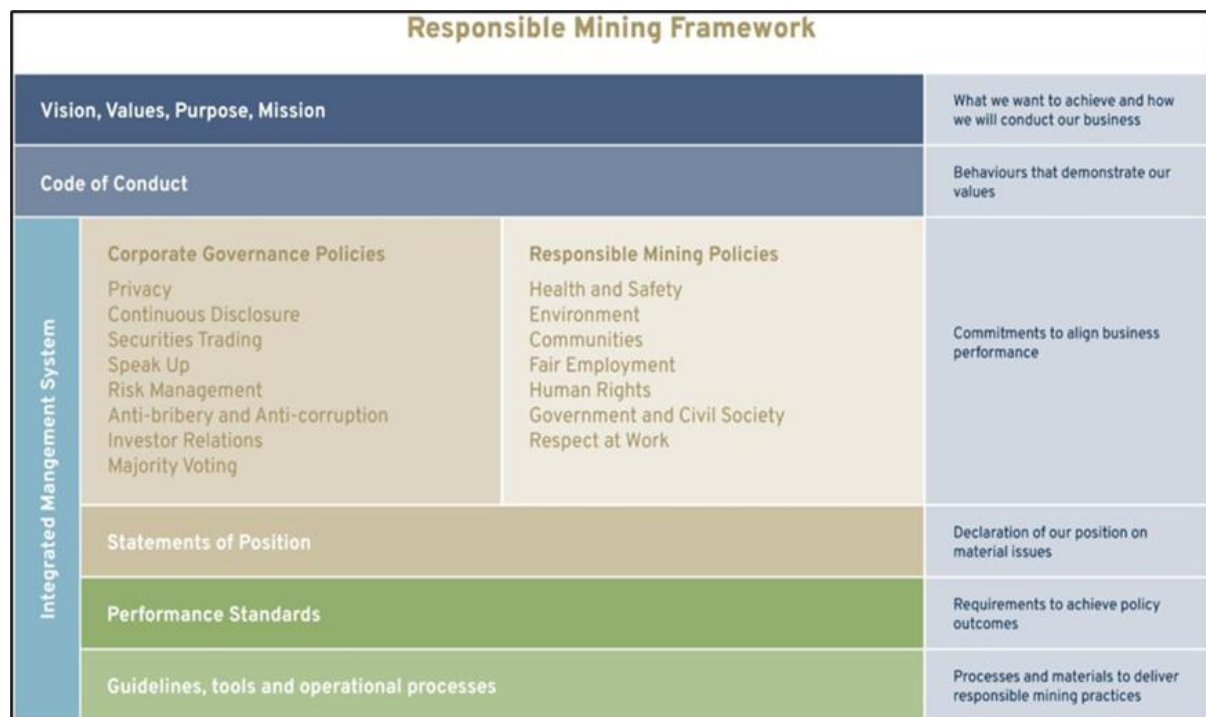 Responsible Mining Framework
Vision, Values, Purpose, Mission
What we want to achieve and how
we will conduct our business
Code of Conduct
Behaviours that demonstrate our
values
Integrated Mangement System
Corporate Governance Policies
Privacy
Continuous Disclosure
Securities Trading
Speak Up
Risk Management
Anti-bribery and Anti-corruption
Investor Relations
Majority Voting
Responsible Mining Policies
Health and Safety
Environment
Communities
Fair Employment
Human Rights
Government and Civil Society
Respect at Work
Commitments to align business
performance
Statements of Position
Declaration of our position on
material issues
Performance Standards
Requirements to achieve policy
outcomes
Guidelines, tools and operational processes
Processes and materials to deliver
responsible mining practices